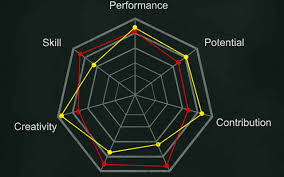 Performance
Skill
Potential
Creativity
Contribution